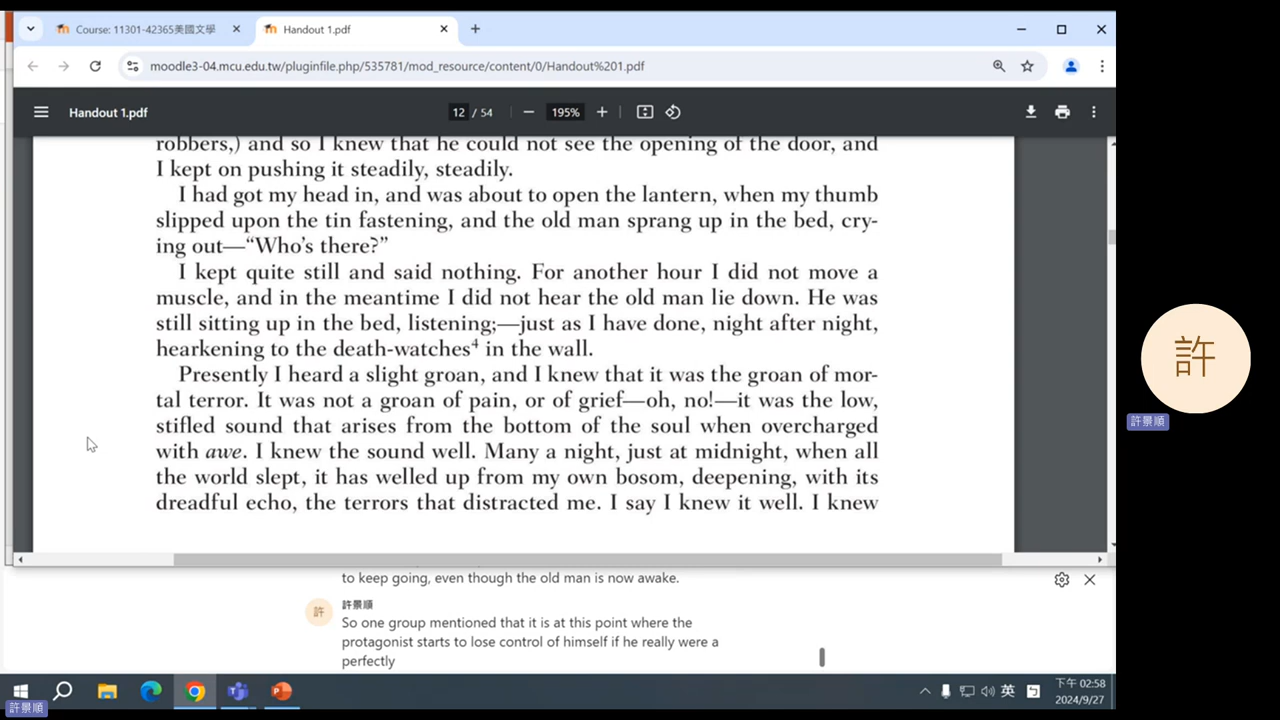 Course: 11301-42365美國文學
Handout 1.pdf
moodle3-04.mcu.edu.tw/pluginfile.php/535781/mod_resource/content/0/Handout%201.pdf
Handout 1.pdf
12 / 54
195%
robbers,) and so I knew that he could not see the opening of the door, and
I kept on pushing it steadily, steadily.
I had got my head in, and was about to open the lantern, when my thumb
slipped upon the tin fastening, and the old man sprang up in the bed, cry-
ing out—“Who’s there?”
I kept quite still and said nothing. For another hour I did not move a
muscle, and in the meantime I did not hear the old man lie down. He was
still sitting up in the bed, listening;—just as I have done, night after night,
hearkening to the death-watches4 in the wall.
Presently I heard a slight groan, and I knew that it was the groan of mor-
tal terror. It was not a groan of pain, or of grief—oh, no!—it was the low,
stifled sound that arises from the bottom of the soul when overcharged
with awe. I knew the sound well. Many a night, just at midnight, when all
the world slept, it has welled up from my own bosom, deepening, with its
dreadful echo, the terrors that distracted me. I say I knew it well. I knew
to keep going, even though the old man is now awake.
許
許景順
So one group mentioned that it is at this point where the
protagonist starts to lose control of himself if he really were a
perfectly
英
ㄅ
下午 02:58
2024/9/27
許景順
許
許景順